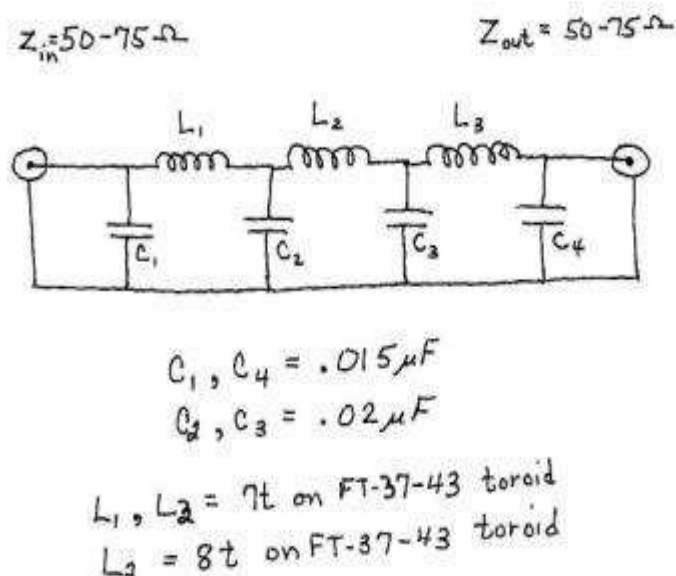 Zin=50-75Ω
Zout = 50-75Ω
L1
L2
L3
C1
C2
C3
C4
C1, C4 = .015µF
C2, C3 = .02µF
L1, L3 = 7t on FT-37-43 toroid
L2 = 8t on FT-37-43 toroid